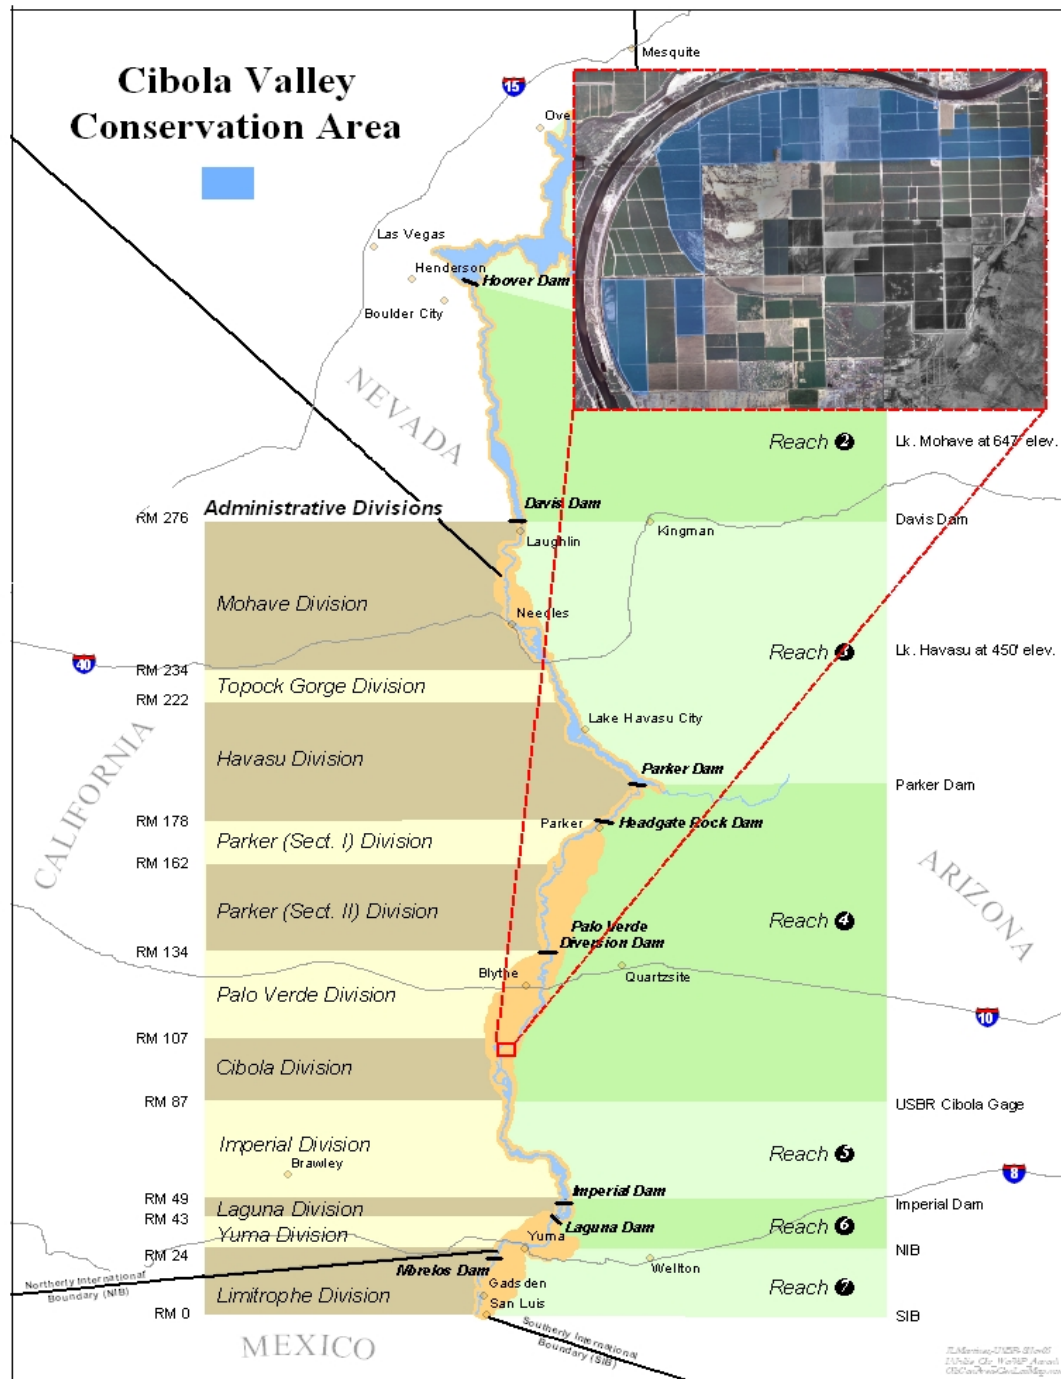 Cibola Valley
Conservation Area
Mesquite
15
Ove
Las Vegas
Henderson
Hoover Dam
Boulder City
NEVADA
Reach 2
Lk. Mohave at 647' elev.
Administrative Divisions
Davis Dam
RM 276
Laughlin
Kingman
Davis Dam
Mohave Division
Needles
40
RM 234
Reach 3
Lk. Havasu at 450' elev.
Topock Gorge Division
RM 222
Lake Havasu City
CALIFORNIA
Havasu Division
Parker Dam
Parker Dam
RM 178
Parker
Headgate Rock Dam
Parker (Sect. I) Division
RM 162
ARIZONA
Parker (Sect. II) Division
Reach 4
Palo Verde
Diversion Dam
RM 134
Blythe
Quartzsite
Palo Verde Division
10
RM 107
Cibola Division
RM 87
USBR Cibola Gage
Imperial Division
Reach 5
Brawley
8
RM 49
Imperial Dam
Imperial Dam
Laguna Division
RM 43
Laguna Dam
Reach 6
Yuma Division
Yuma
RM 24
NIB
Morelos Dam
Wellton
Northerly International
Boundary (NIB)
Gadsden
Limitrophe Division
Reach 7
San Luis
RM 0
SIB
Southerly International
Boundary (SIB)
MEXICO